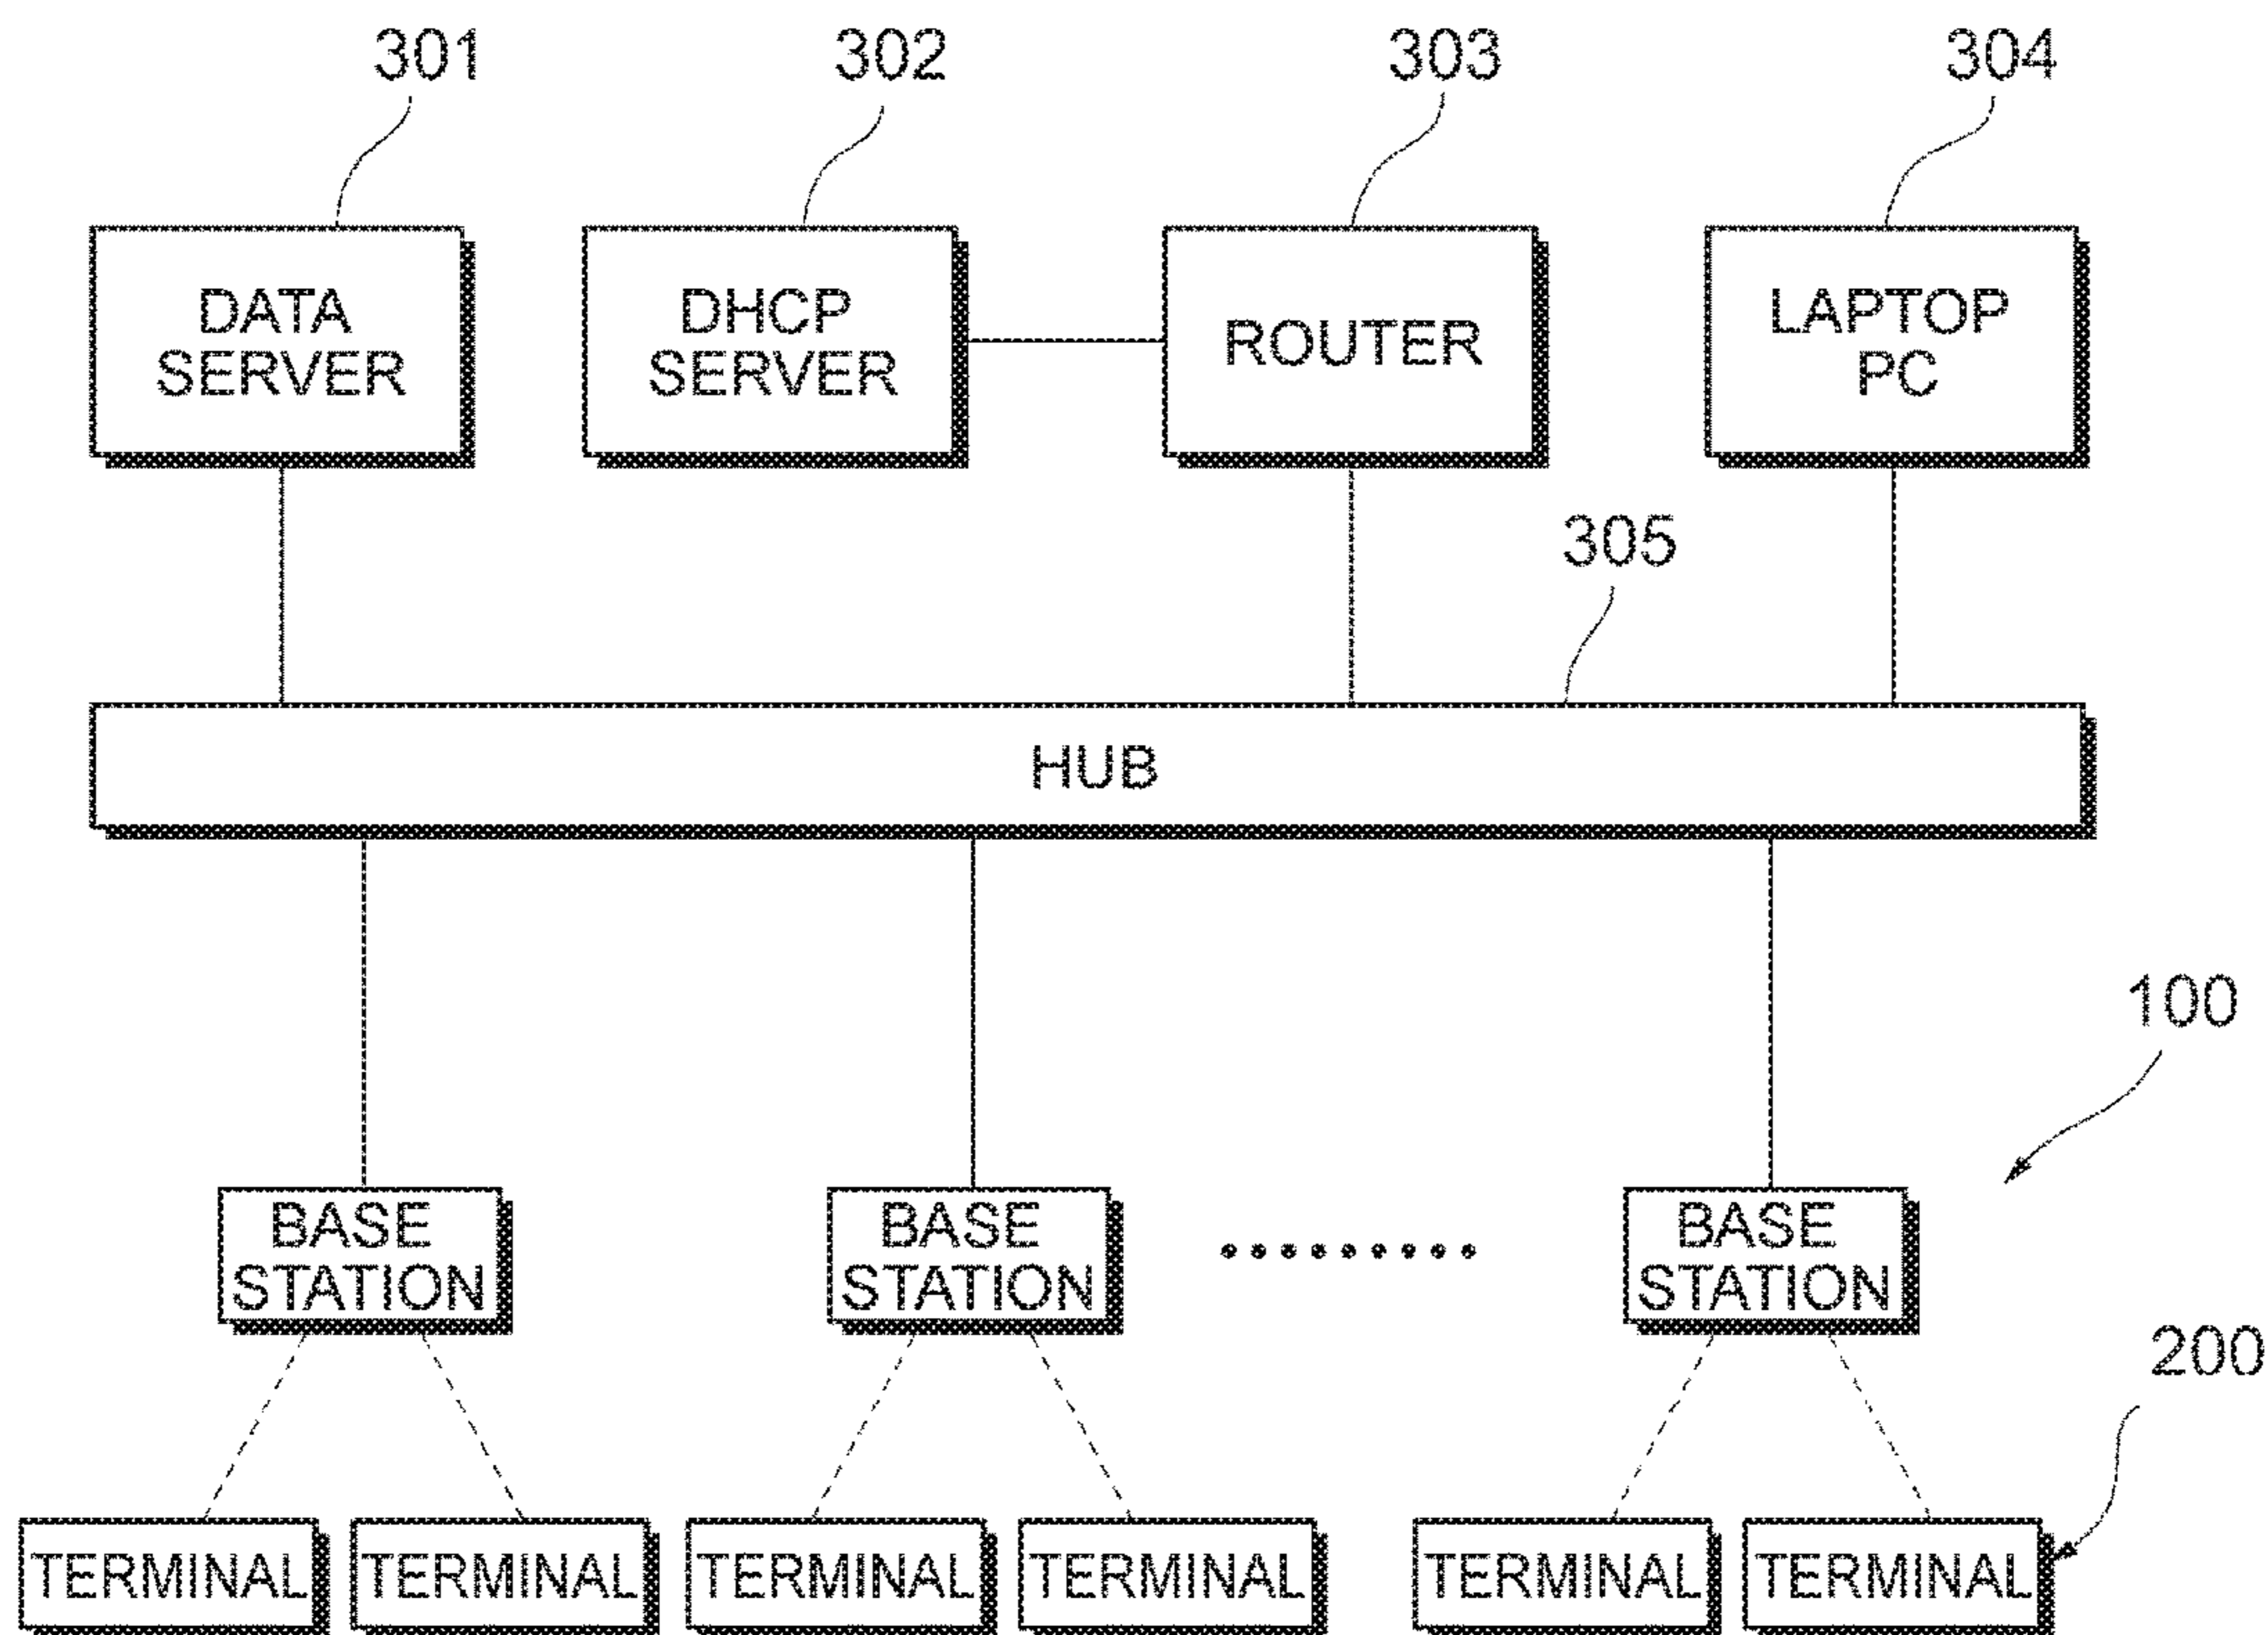 301
302
303
304
DATA
SERVER
DHCP
SERVER
ROUTER
LAPTOP
PC
305
HUB
100
BASE
STATION
BASE
STATION
BASE
STATION
200
TERMINAL
TERMINAL
TERMINAL
TERMINAL
TERMINAL
TERMINAL